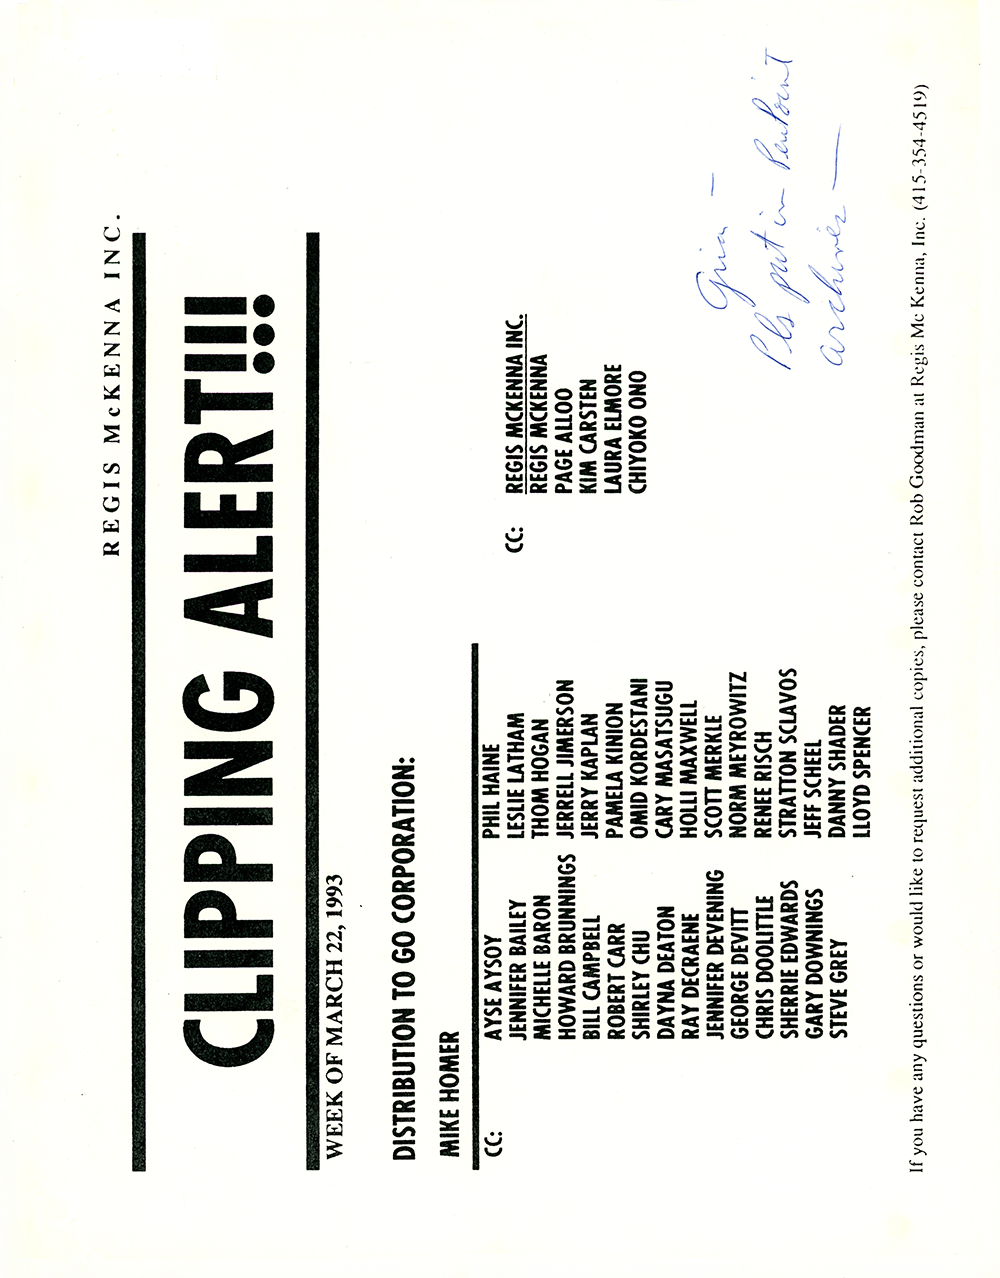 REGIS McKENNA INC.
CLIPPING ALERT!!!
WEEK OF MARCH 22, 1993
DISTRIBUTION TO GO CORPORATION:
MIKE HOMER
CC:
AYSE AYSOY
JENNIFER BAILEY
MICHELLE BARON
HOWARD BRUNNINGS
BILL CAMPBELL
ROBERT CARR
SHIRLEY CHU
DAYNA DEATON
RAY DECRAENE
JENNIFER DEVENING
GEORGE DEVITT
CHRIS DOOLITTLE
SHERRIE EDWARDS
GARY DOWNINGS
STEVE GREY
PHIL HAINE
LESLIE LATHAM
THOM HOGAN
JERRELL JIMERSON
JERRY KAPLAN
PAMELA KINION
OMID KORDESTANI
CARY MASATSUGU
HOLLI MAXWELL
SCOTT MERKLE
NORM MEYROWITZ
RENEE RISCH
STRATTON SCLAVOS
JEFF SCHEEL
DANNY SHADER
LLOYD SPENCER
CC: REGIS MCKENNA INC.
REGIS MCKENNA
PAGE ALLOO
KIM CARSTEN
LAURA ELMORE
CHIYOKO ONO
Pls put in PenPoint
archives —
If you have any questions or would like to request additional copies, please contact Rob Goodman at Regis Mc Kenna, Inc. (415-354-4519)